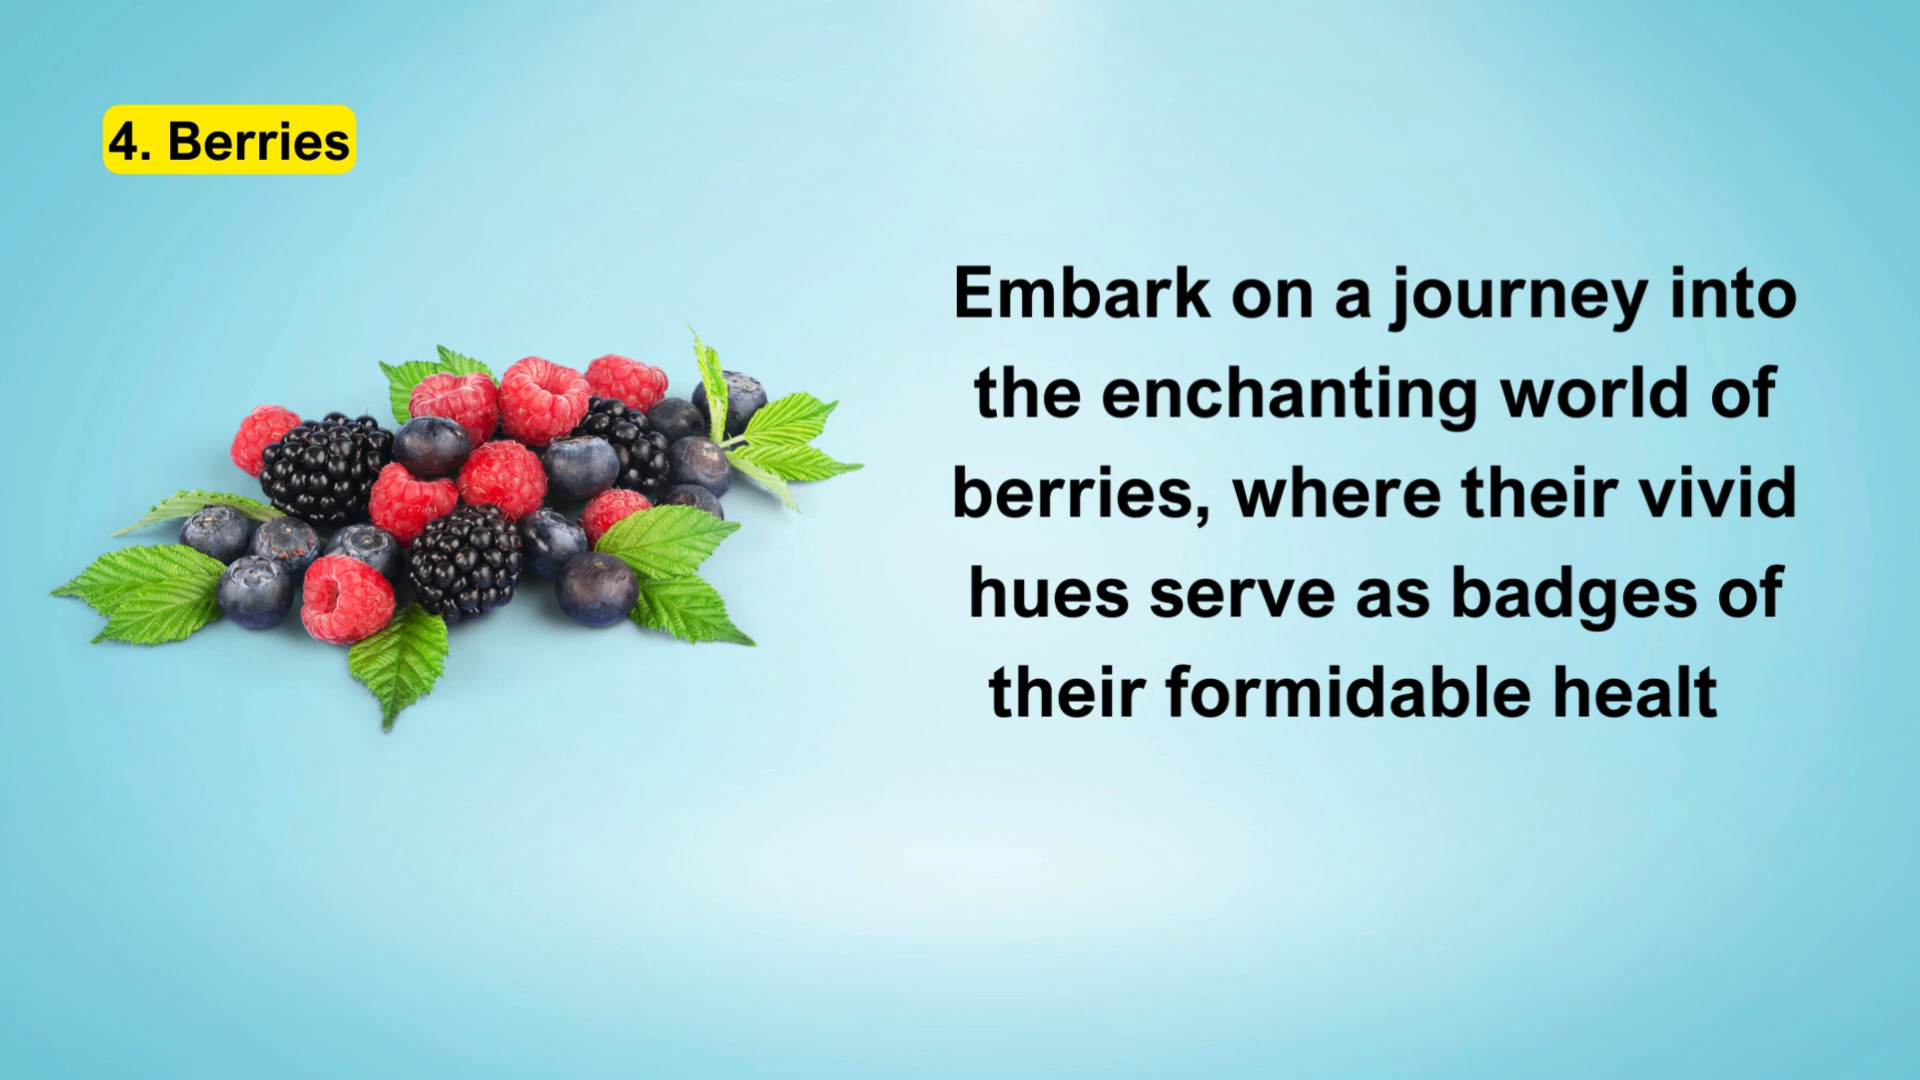 4. Berries
Embark on a journey into
the enchanting world of
berries, where their vivid
hues serve as badges of
their formidable healt